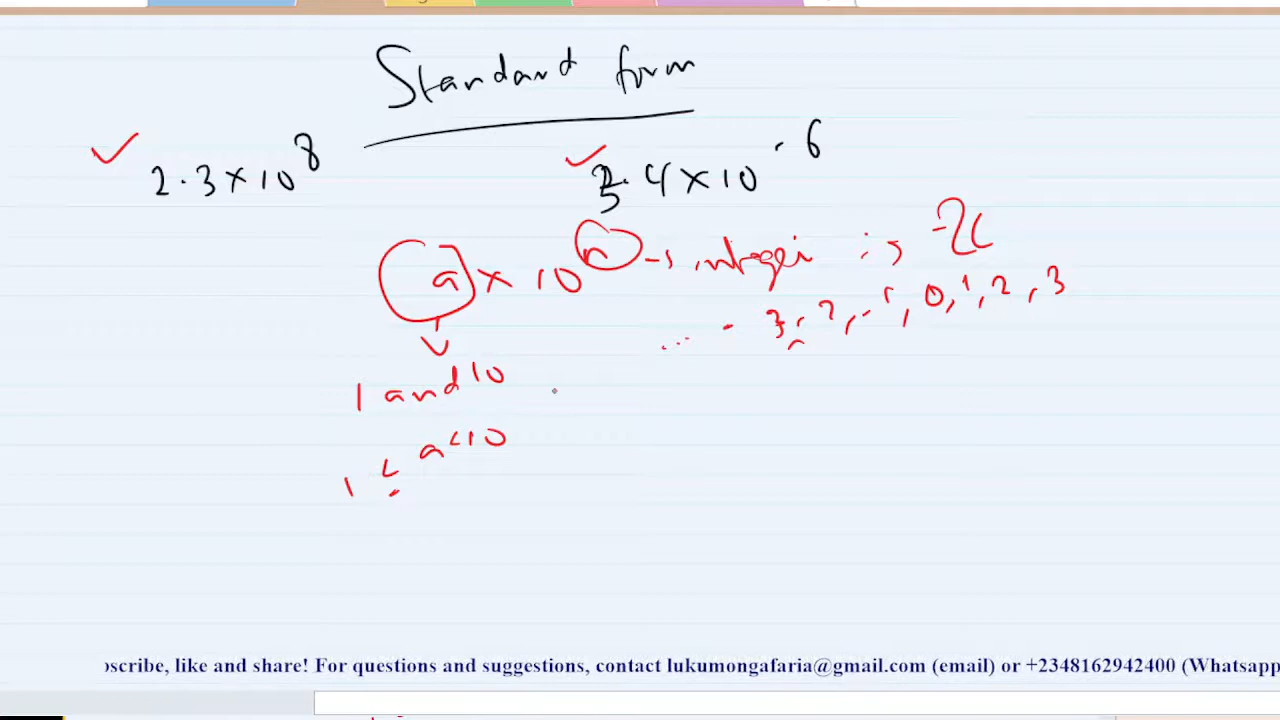 Standard form
2.3 × 10^8
3.4 × 10^-6
a × 10^n → integer is ℤ
... -3, -2, -1, 0, 1, 2, 3
1 and 10
1 ≤ a < 10
scribe, like and share! For questions and suggestions, contact lukumongafaria@gmail.com (email) or +2348162942400 (Whatsapp